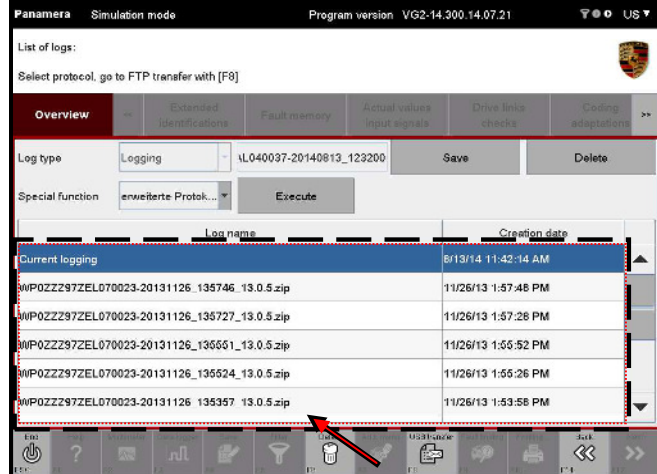 Panamera Simulation mode Program version VG2-14.300.14.07.21 US
List of logs:
Select protocol, go to FTP transfer with [F8]
Overview Extended identifications Fault memory Actual values input signals Drive links checks Coding adaptations >>
Log type Logging \L040037-20140813_123200 Save Delete
Special function erweiterte Protok... Execute
Log name Creation date
Current logging 8/13/14 11:42:14 AM
WP0ZZZ97ZEL070023-20131126_135746_13.0.5.zip 11/26/13 1:57:48 PM
WP0ZZZ97ZEL070023-20131126_135727_13.0.5.zip 11/26/13 1:57:28 PM
WP0ZZZ97ZEL070023-20131126_135551_13.0.5.zip 11/26/13 1:55:52 PM
WP0ZZZ97ZEL070023-20131126_135524_13.0.5.zip 11/26/13 1:55:26 PM
WP0ZZZ97ZEL070023-20131126_135357_13.0.5.zip 11/26/13 1:53:58 PM
End Help Back